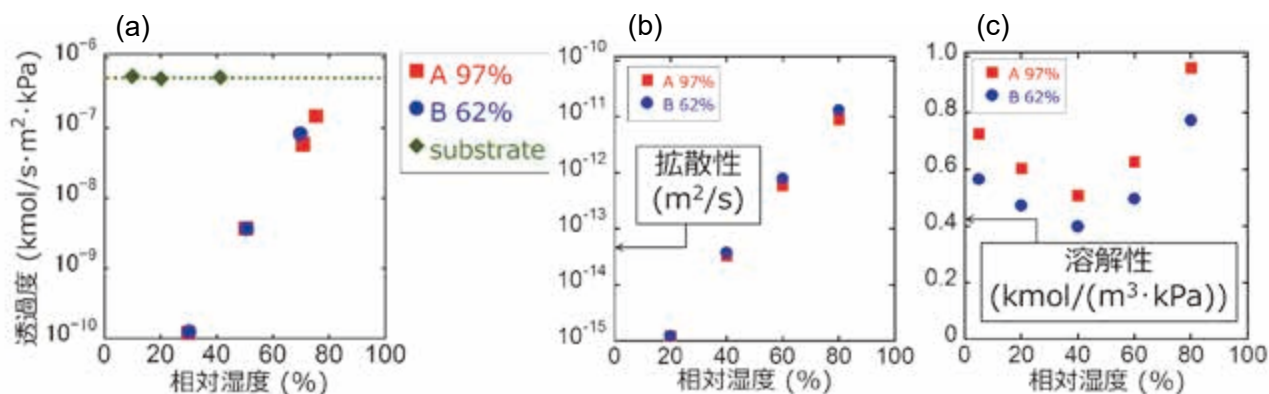 (a)
透過度 (kmol/s·m²·kPa)
10⁻⁶
10⁻⁷
10⁻⁸
10⁻⁹
10⁻¹⁰
0 20 40 60 80 100
相対湿度 (%)
A 97%
B 62%
substrate
(b)
10⁻¹⁰
10⁻¹¹
10⁻¹²
10⁻¹³
10⁻¹⁴
10⁻¹⁵
A 97%
B 62%
拡散性
(m²/s)
0 20 40 60 80 100
相対湿度 (%)
(c)
1.0
0.8
0.6
0.4
0.2
0
A 97%
B 62%
溶解性
(kmol/(m³·kPa))
0 20 40 60 80 100
相対湿度 (%)